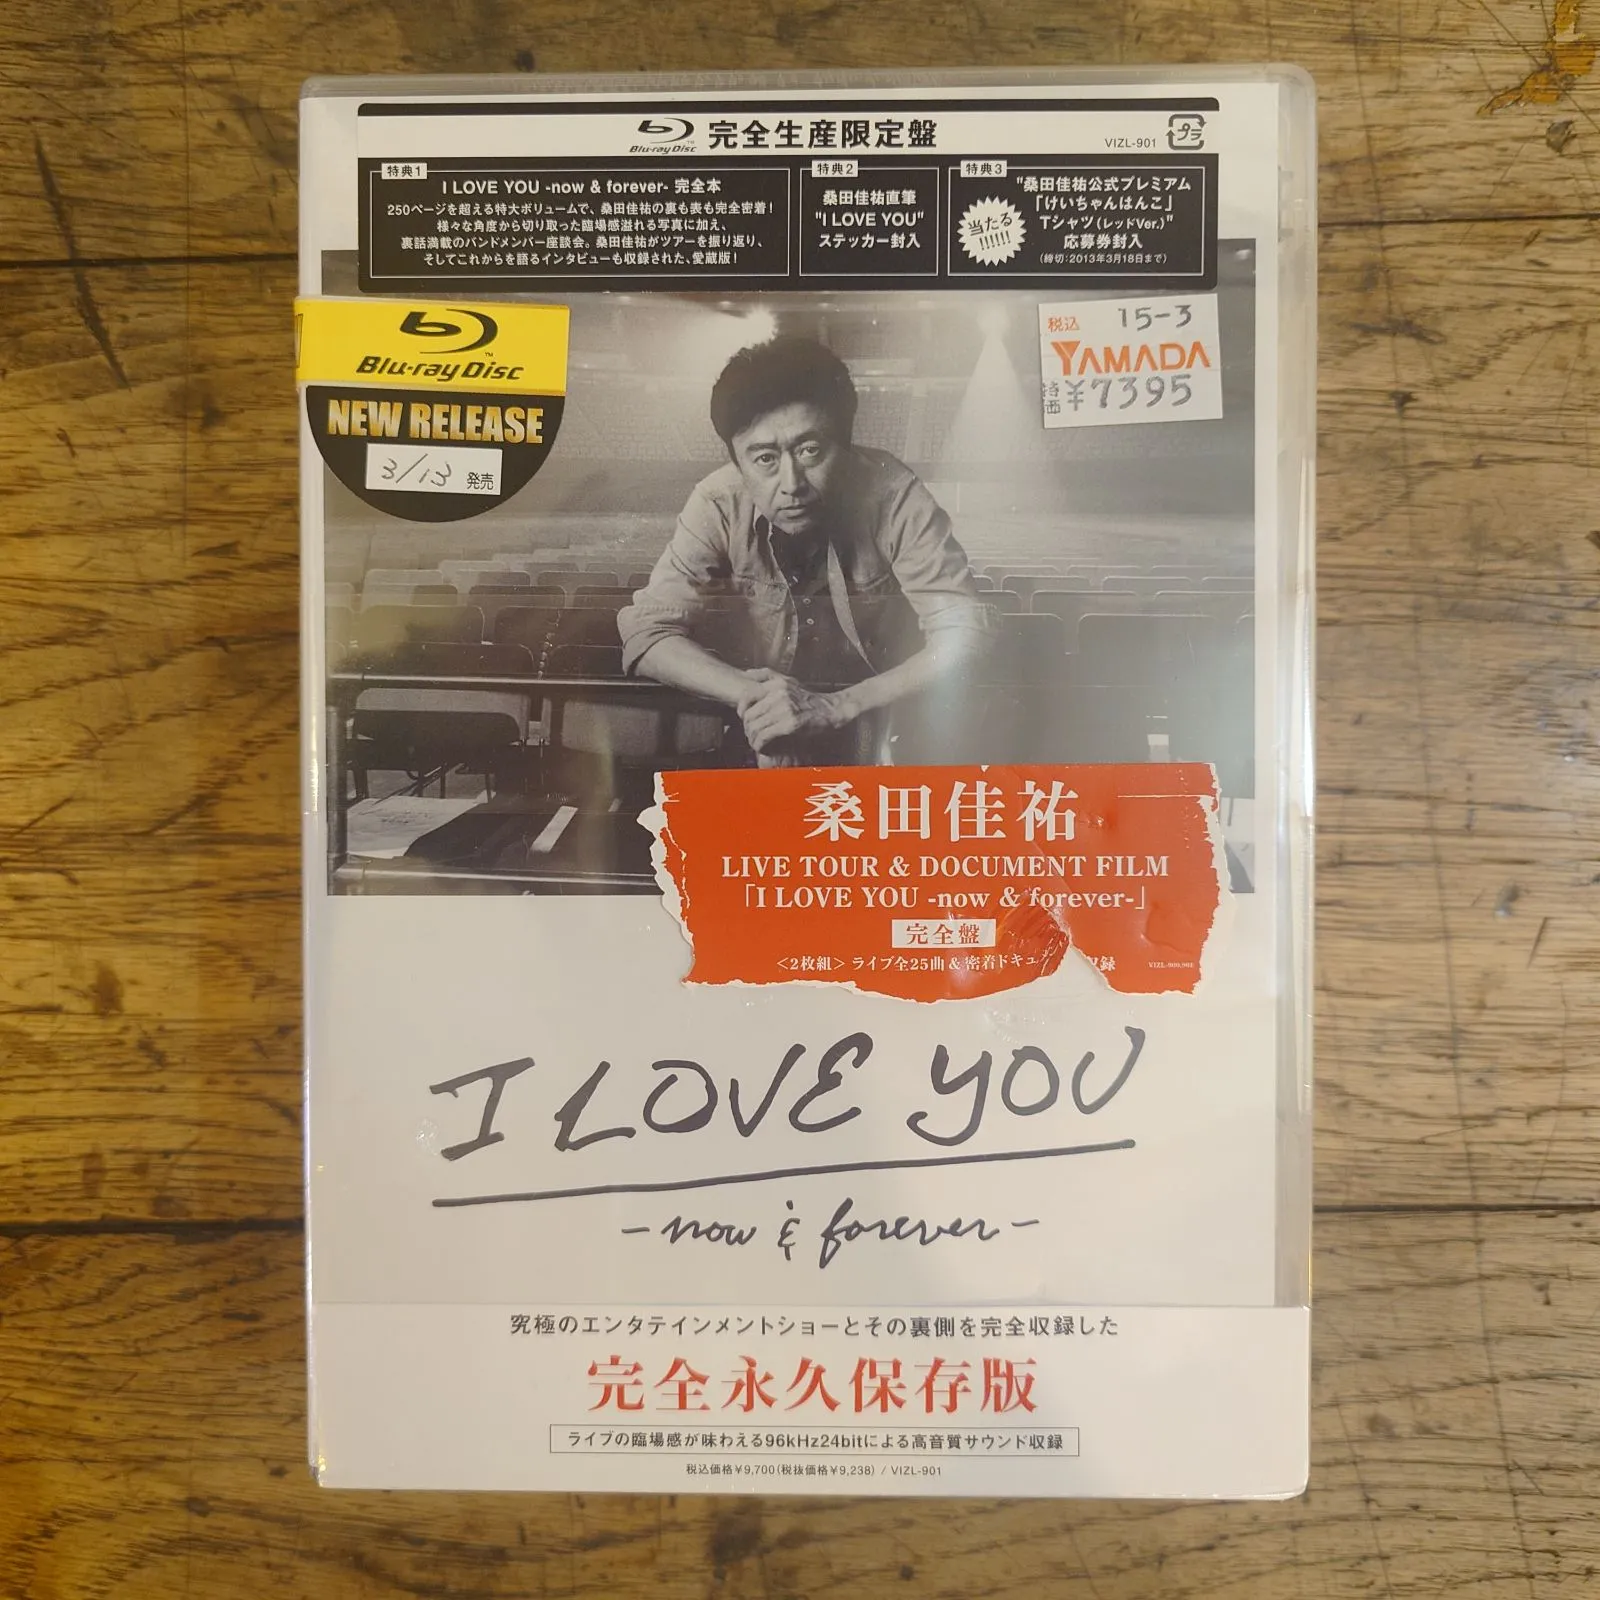 Blu-ray Disc™ 完全生産限定盤
VIZL-901 プラ
特典1
I LOVE YOU -now & forever- 完全本
250ページを超える特大ボリュームで、桑田佳祐の裏も表も完全密着!
様々な角度から切り取った臨場感溢れる写真に加え、
裏話満載のバンドメンバー座談会。桑田佳祐がツアーを振り返り、
そしてこれからを語るインタビューも収録された、愛蔵版!
特典2
桑田佳祐直筆
"I LOVE YOU"
ステッカー封入
特典3
当たる
!!!!!!
"桑田佳祐公式プレミアム
「けいちゃんはんこ」
Tシャツ(レッドVer.)"
応募券封入
(締切:2013年3月18日まで)
Blu-ray Disc™
NEW RELEASE
3/13 発売
税込 15-3
YAMADA
特価 ¥7395
桑田佳祐
LIVE TOUR & DOCUMENT FILM
「I LOVE YOU -now & forever-」
完全盤
<2枚組> ライブ全25曲 & 密着ドキュ 収録
I LOVE YOU
-now & forever-
究極のエンタテインメントショーとその裏側を完全収録した
完全永久保存版
ライブの臨場感が味わえる96kHz24bitによる高音質サウンド収録
税込価格¥9,700(税抜価格¥9,238) / VIZL-901